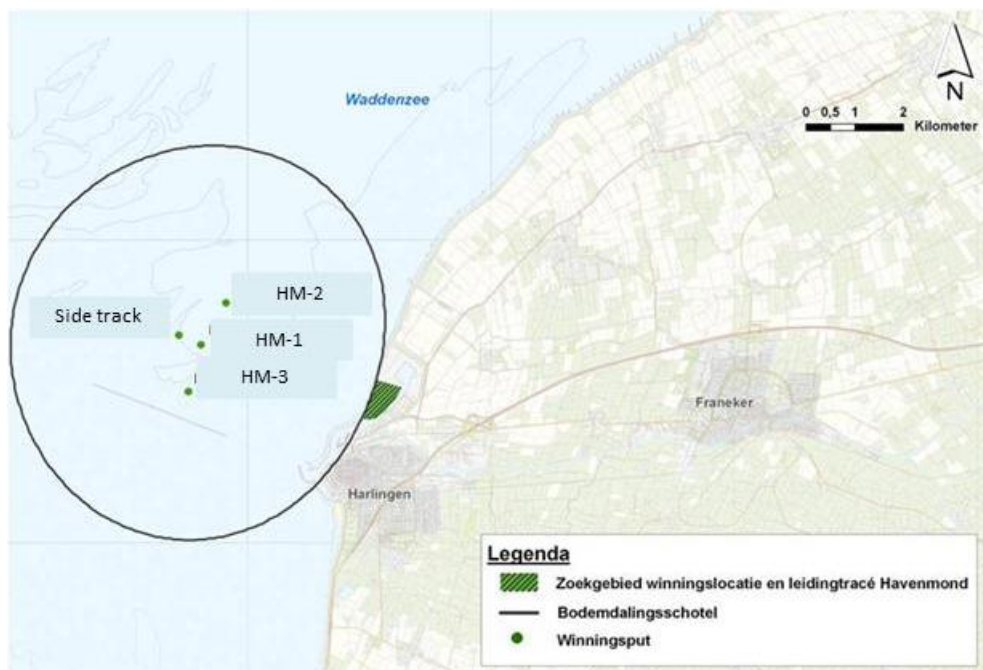 Waddenzee
N
0 0,5 1 2
Kilometer
HM-2
Side track
HM-1
HM-3
Franeker
Harlingen
Legenda
Zoekgebied winningslocatie en leidingtracé Havenmond
Bodemdalingsschotel
Winningsput